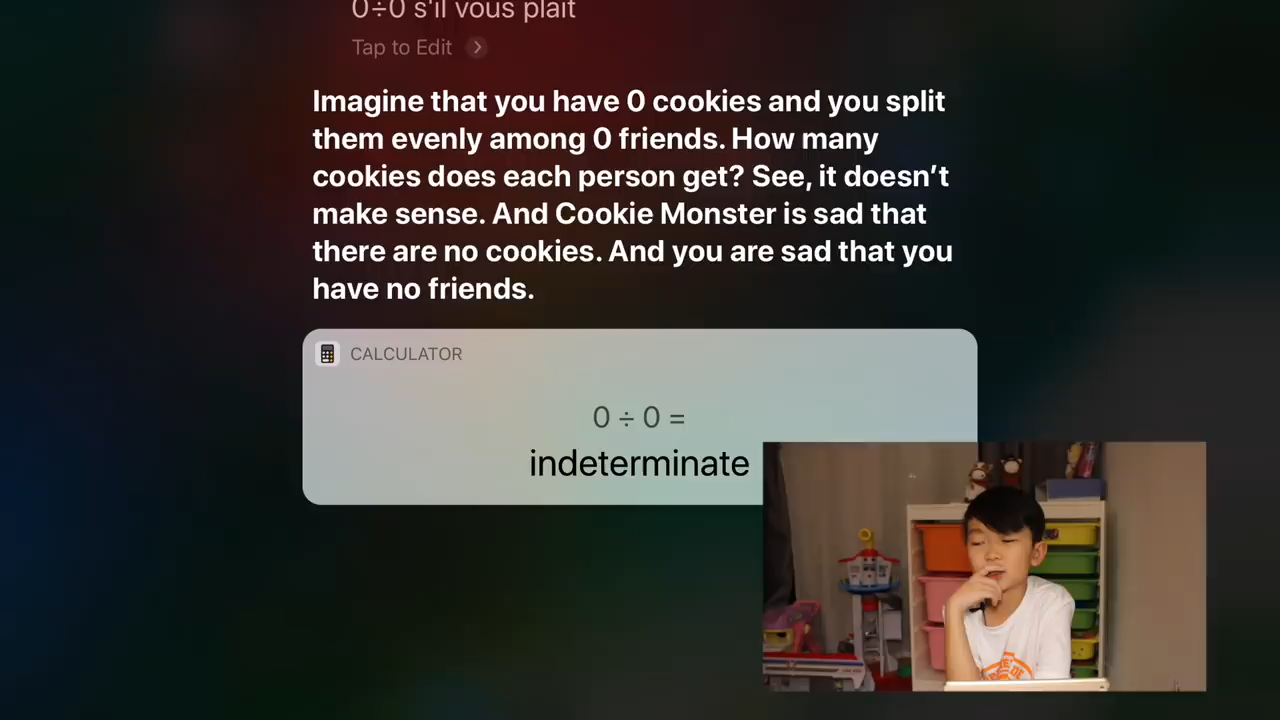 0÷0 s'il vous plaît
Tap to Edit
Imagine that you have 0 cookies and you split
them evenly among 0 friends. How many
cookies does each person get? See, it doesn’t
make sense. And Cookie Monster is sad that
there are no cookies. And you are sad that you
have no friends.
CALCULATOR
0 ÷ 0 =
indeterminate